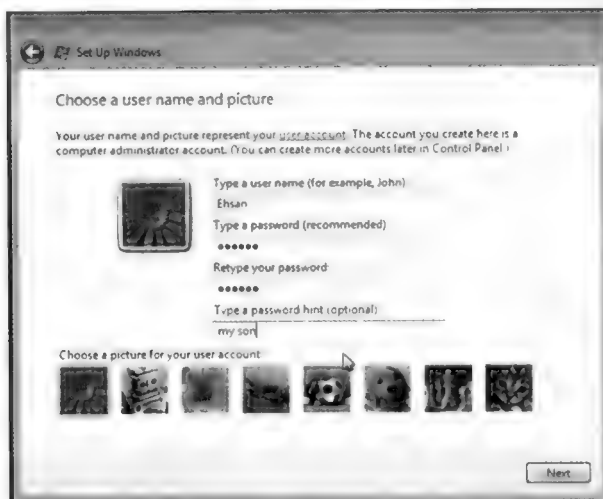 Set Up Windows
Choose a user name and picture
Your user name and picture represent your user account. The account you create here is a
computer administrator account. (You can create more accounts later in Control Panel.)
Type a user name (for example, John)
Ehsan
Type a password (recommended)
●●●●●●
Retype your password:
●●●●●●
Type a password hint (optional)
my son
Choose a picture for your user account:
Next